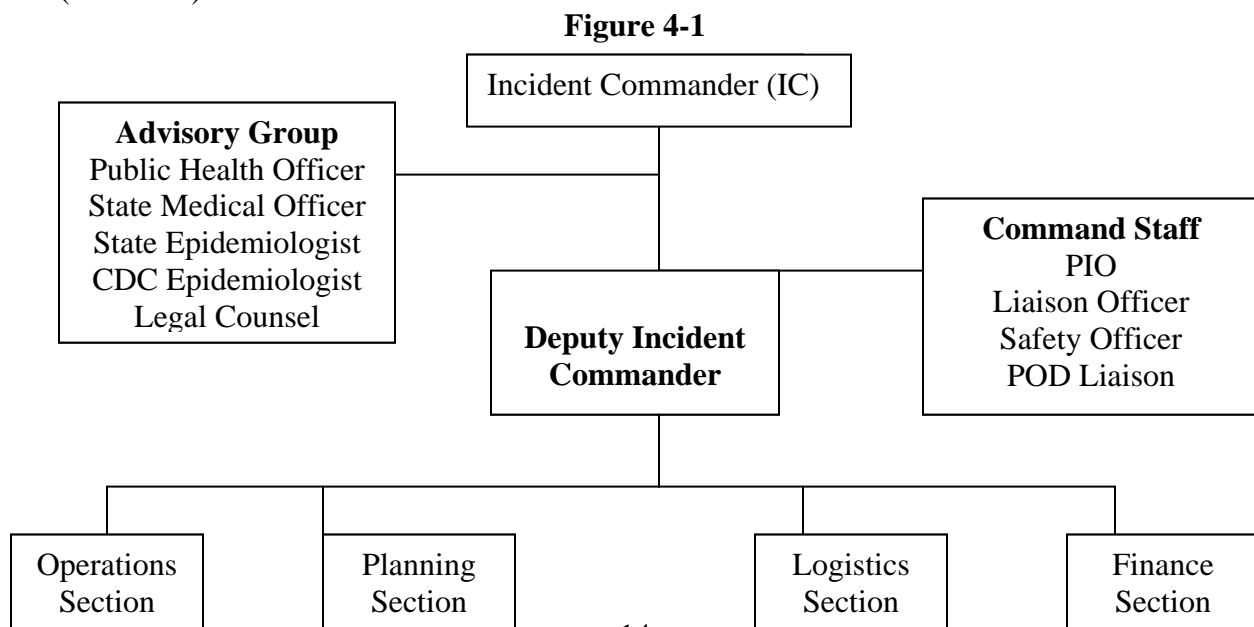 Figure 4-1
Incident Commander (IC)
Advisory Group
Public Health Officer
State Medical Officer
State Epidemiologist
CDC Epidemiologist
Legal Counsel
Command Staff
PIO
Liaison Officer
Safety Officer
POD Liaison
Deputy Incident
Commander
Operations
Section
Planning
Section
Logistics
Section
Finance
Section